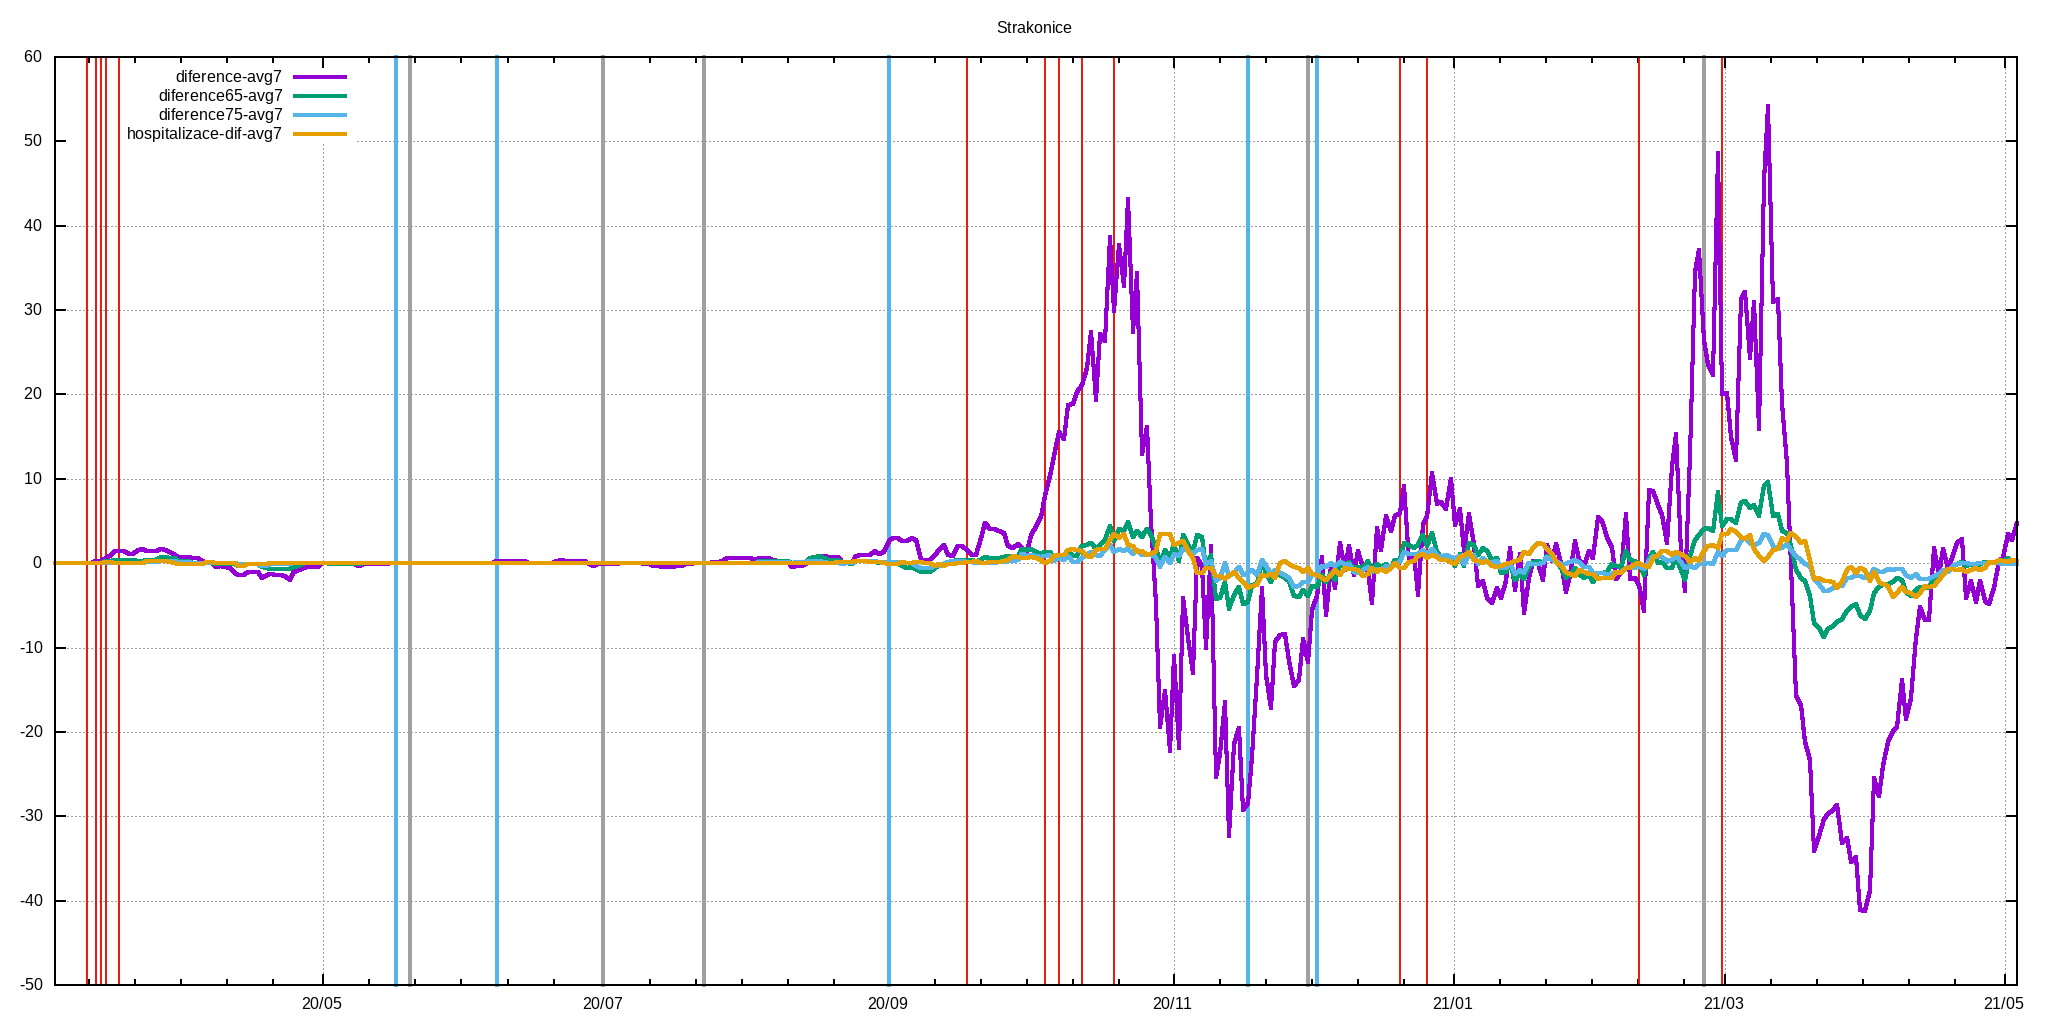 Strakonice
60
50
40
30
20
10
0
-10
-20
-30
-40
-50
diference-avg7
diference65-avg7
diference75-avg7
hospitalizace-dif-avg7
20/05 20/07 20/09 20/11 21/01 21/03 21/05